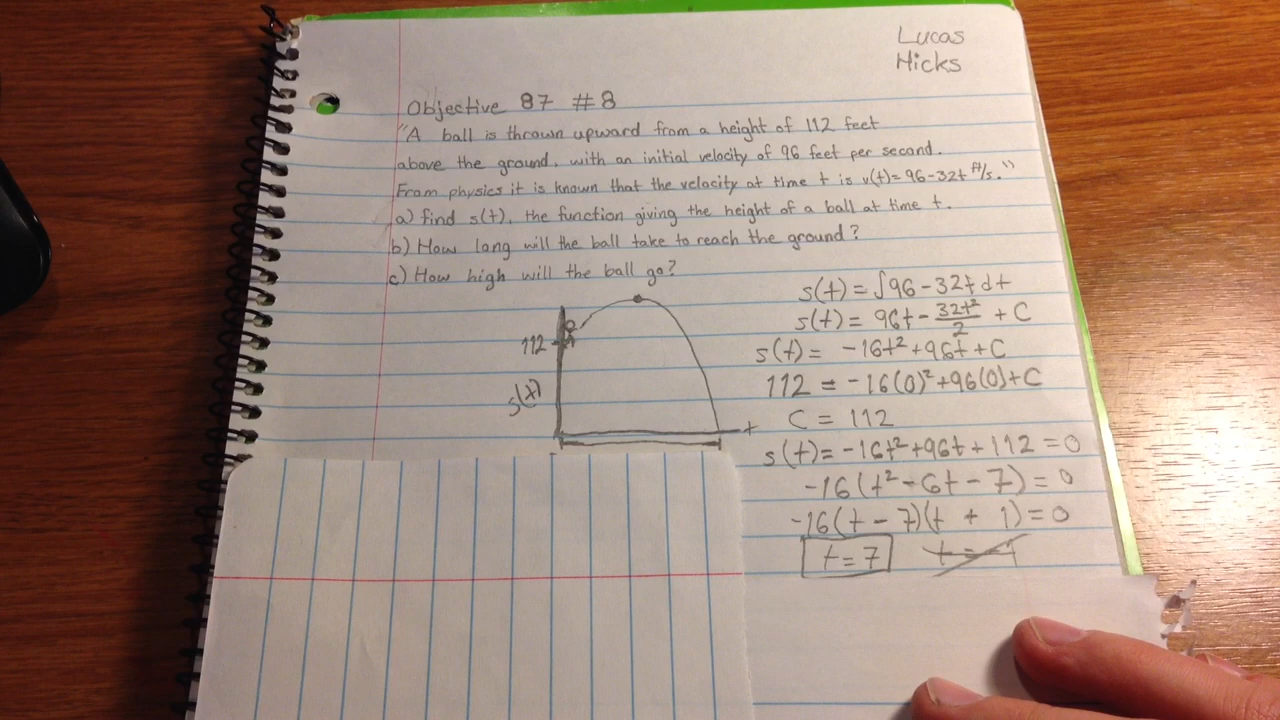 Lucas
Hicks
Objective 87 #8
"A ball is thrown upward from a height of 112 feet
above the ground, with an initial velocity of 96 feet per second.
From physics it is known that the velocity at time t is v(t)=96-32t ft/s."
a) find s(t), the function giving the height of a ball at time t.
b) How long will the ball take to reach the ground?
c) How high will the ball go?
112
s(t)
t
s(t) = ∫96-32t dt
s(t) = 96t - 32t²/2 + C
s(t) = -16t²+96t+C
112 = -16(0)²+96(0)+C
C = 112
s(t) = -16t²+96t+112 = 0
-16(t²-6t-7) = 0
-16(t-7)(t + 1) = 0
t=7 t=-1